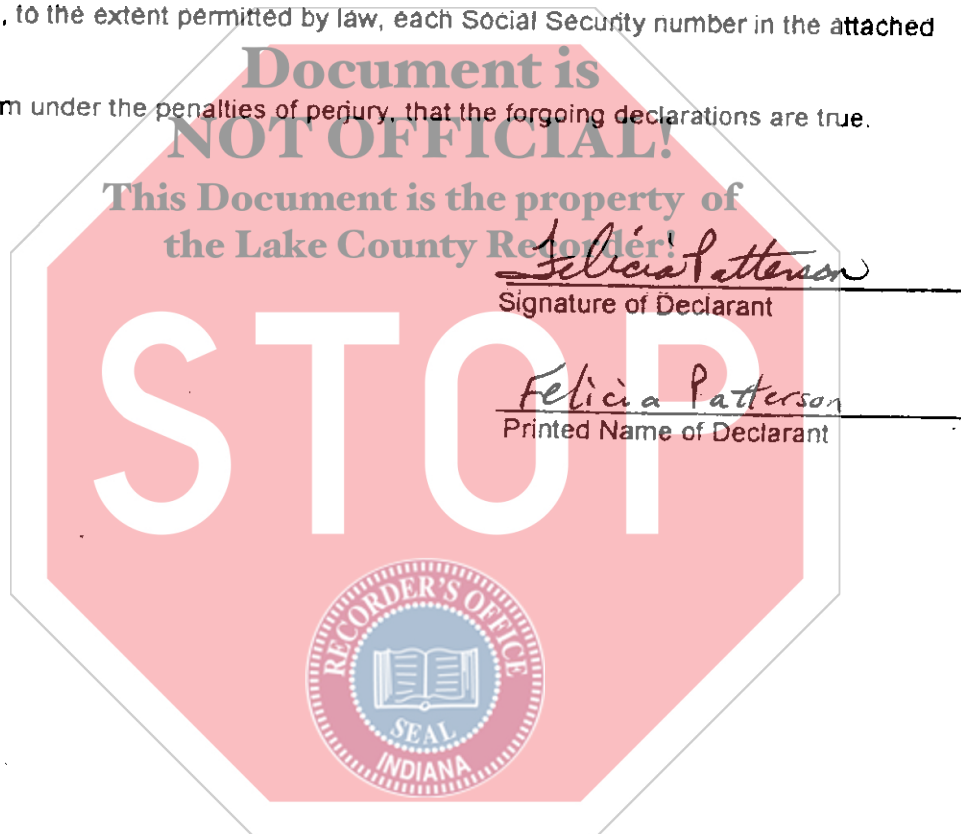 , to the extent permitted by law, each Social Security number in the attached
Document is
m under the penalties of perjury, that the forgoing declarations are true.
NOT OFFICIAL!
This Document is the property of
the Lake County Recorder!
Felicia Patterson
Signature of Declarant
STOP
Felicia Patterson
Printed Name of Declarant
RECORDER'S OFFICE
SEAL
INDIANA